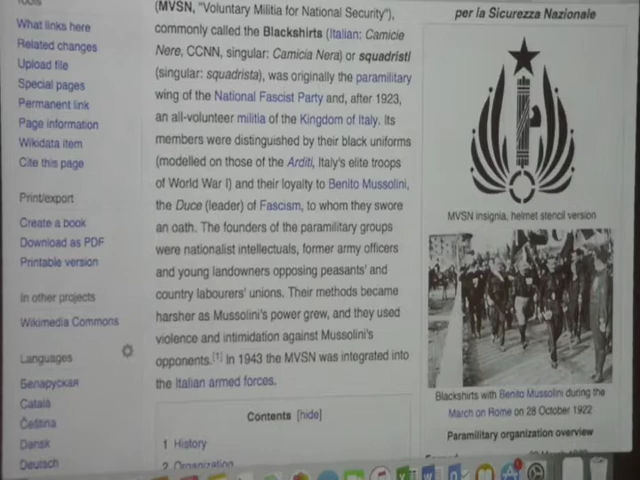 What links here
Related changes
Upload file
Special pages
Permanent link
Page information
Wikidata item
Cite this page
Print/export
Create a book
Download as PDF
Printable version
In other projects
Wikimedia Commons
Languages
Беларуская
Català
Čeština
Dansk
Deutsch
(MVSN, "Voluntary Militia for National Security"),
commonly called the Blackshirts (Italian: Camicie
Nere, CCNN, singular: Camicia Nera) or squadristi
(singular: squadrista), was originally the paramilitary
wing of the National Fascist Party and, after 1923,
an all-volunteer militia of the Kingdom of Italy. Its
members were distinguished by their black uniforms
(modelled on those of the Arditi, Italy's elite troops
of World War I) and their loyalty to Benito Mussolini,
the Duce (leader) of Fascism, to whom they swore
an oath. The founders of the paramilitary groups
were nationalist intellectuals, former army officers
and young landowners opposing peasants' and
country labourers' unions. Their methods became
harsher as Mussolini's power grew, and they used
violence and intimidation against Mussolini's
opponents.[1] In 1943 the MVSN was integrated into
the Italian armed forces.
Contents [hide]
1 History
2 Organization
per la Sicurezza Nazionale
MVSN insignia, helmet stencil version
Blackshirts with Benito Mussolini during the
March on Rome on 28 October 1922
Paramilitary organization overview